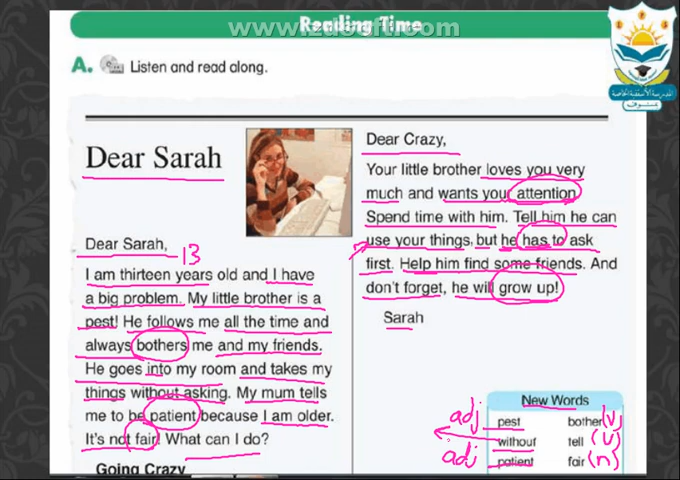 Reading Time
www.izdsoft.com
A. Listen and read along.
Dear Sarah
Dear Sarah,
13
I am thirteen years old and I have
a big problem. My little brother is a
pest! He follows me all the time and
always bothers me and my friends.
He goes into my room and takes my
things without asking. My mum tells
me to be patient because I am older.
It's not fair! What can I do?
Going Crazy
Dear Crazy,
Your little brother loves you very
much and wants your attention.
Spend time with him. Tell him he can
use your things, but he has to ask
first. Help him find some friends. And
don't forget, he will grow up!
Sarah
New Words
adj pest bother (v)
without tell (v)
adj patient fair (n)